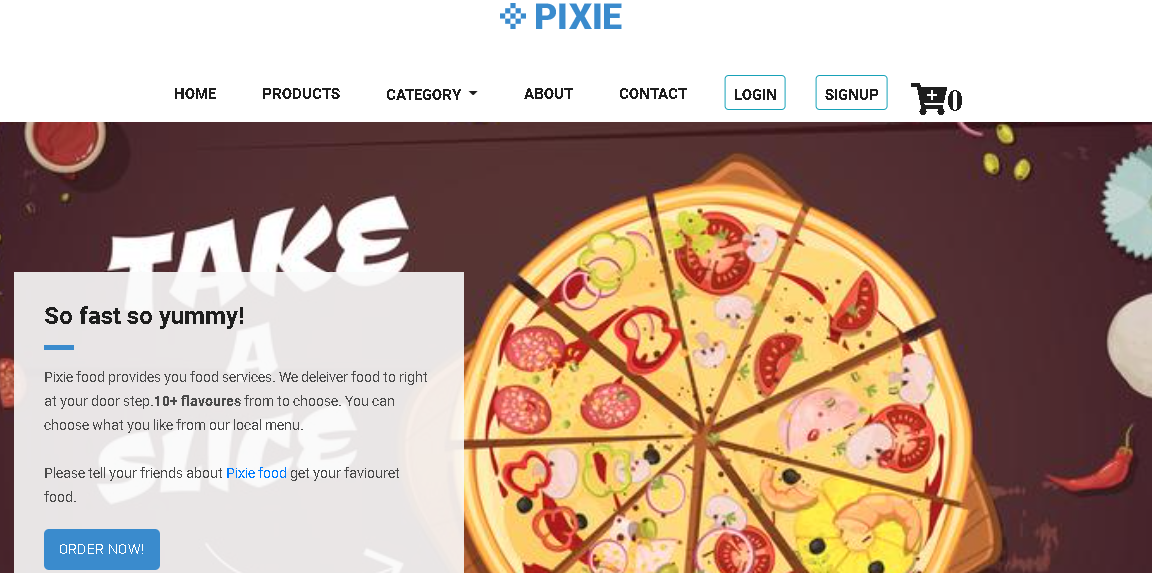 PIXIE
HOME PRODUCTS CATEGORY ABOUT CONTACT LOGIN SIGNUP 0
TAKE
A
SLICE
So fast so yummy!
Pixie food provides you food services. We deleiver food to right
at your door step.10+ flavoures from to choose. You can
choose what you like from our local menu.
Please tell your friends about Pixie food get your faviouret
food.
ORDER NOW!